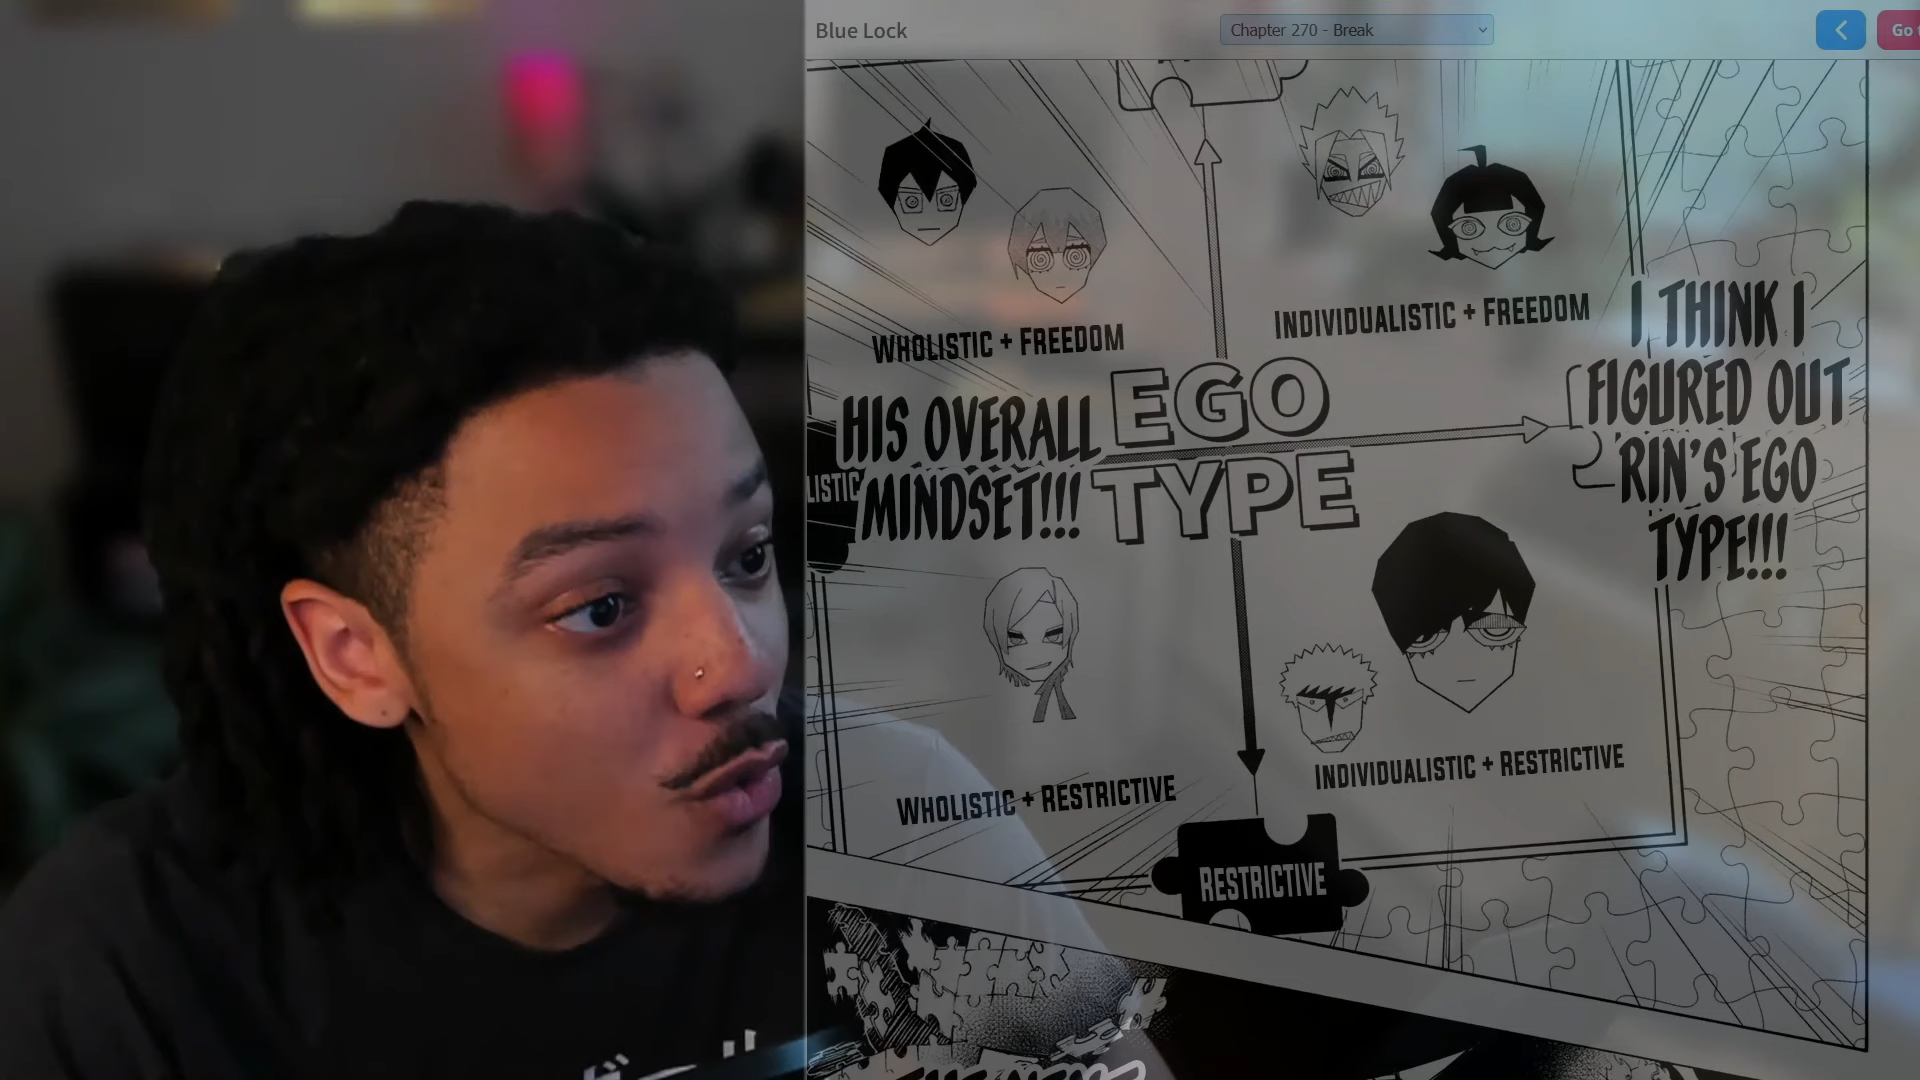 Blue Lock
Chapter 270 - Break
Go
WHOLISTIC + FREEDOM
INDIVIDUALISTIC + FREEDOM
HIS OVERALL
MINDSET!!!
EGO
TYPE
I THINK I
FIGURED OUT
RIN'S EGO
TYPE!!!
LISTIC
WHOLISTIC + RESTRICTIVE
INDIVIDUALISTIC + RESTRICTIVE
RESTRICTIVE